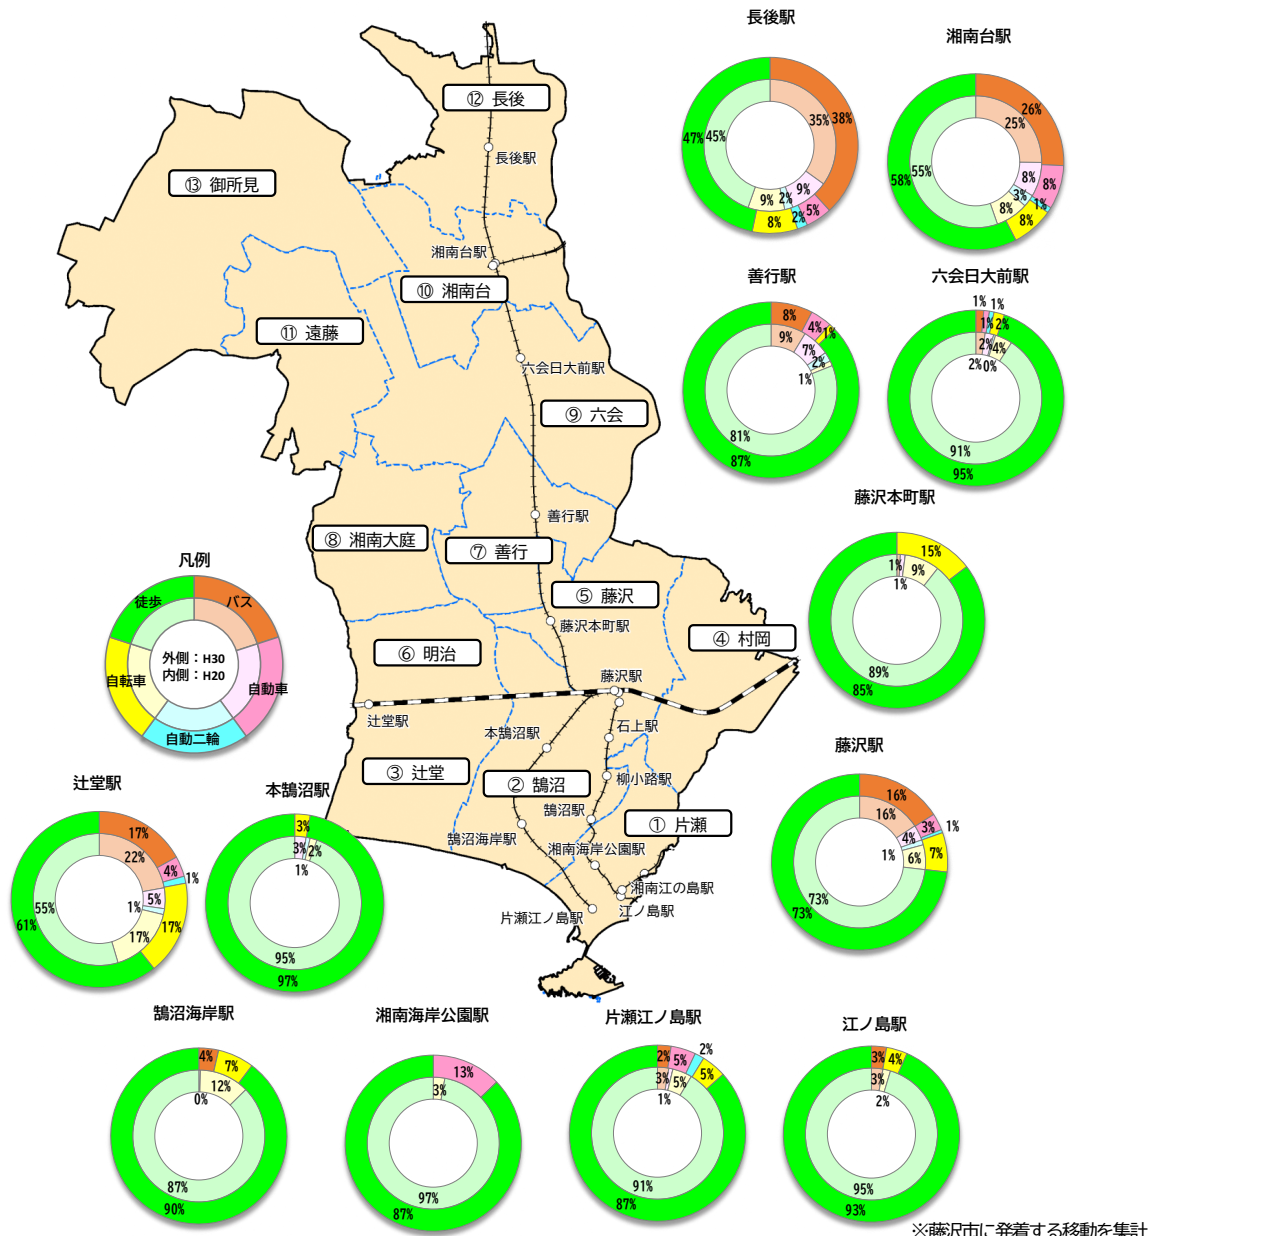 長後駅
38%
35%
47%
45%
9%
2%
9%
8%
2%
5%
湘南台駅
26%
25%
58%
55%
8%
8%
3%
1%
8%
8%
善行駅
8%
4%
1%
9%
7%
2%
1%
81%
87%
六会日大前駅
1%
1%
1%
2%
2%
4%
2%
0%
91%
95%
藤沢本町駅
15%
1%
9%
1%
89%
85%
藤沢駅
16%
16%
3%
1%
4%
1%
6%
7%
73%
73%
⑫ 長後
長後駅
⑬ 御所見
湘南台駅
⑩ 湘南台
⑪ 遠藤
六会日大前駅
⑨ 六会
善行駅
⑧ 湘南大庭
⑦ 善行
⑤ 藤沢
藤沢本町駅
④ 村岡
⑥ 明治
藤沢駅
辻堂駅
石上駅
本鵠沼駅
③ 辻堂
② 鵠沼
柳小路駅
鵠沼駅
① 片瀬
鵠沼海岸駅
湘南海岸公園駅
湘南江の島駅
片瀬江ノ島駅
江ノ島駅
凡例
徒歩
バス
外側：H30
内側：H20
自転車
自動車
自動二輪
辻堂駅
17%
22%
4%
1%
5%
1%
55%
61%
17%
17%
本鵠沼駅
3%
3%
2%
1%
95%
97%
鵠沼海岸駅
4%
7%
12%
0%
87%
90%
湘南海岸公園駅
13%
3%
97%
87%
片瀬江ノ島駅
2%
5%
2%
3%
5%
5%
1%
91%
87%
江ノ島駅
3%
4%
3%
2%
95%
93%
※藤沢市に発着する移動を集計